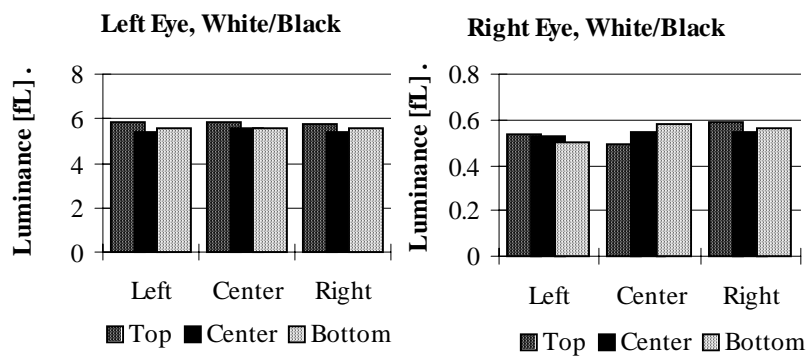 Left Eye, White/Black
Luminance [fL] .
8
6
4
2
0
Left Center Right
Top Center Bottom
Right Eye, White/Black
Luminance [fL] .
0.8
0.6
0.4
0.2
0
Left Center Right
Top Center Bottom